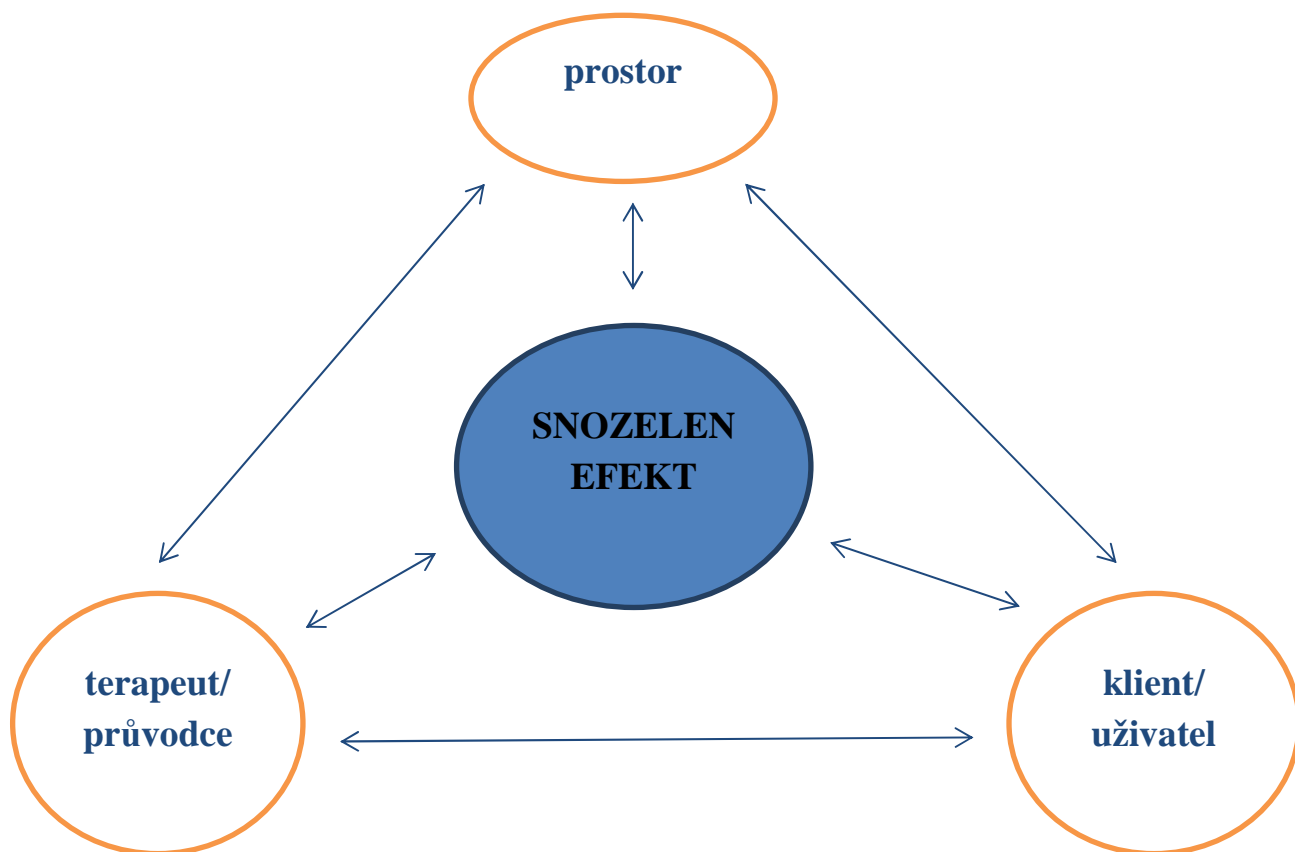 prostor
SNOZELEN
EFEKT
terapeut/
průvodce
klient/
uživatel